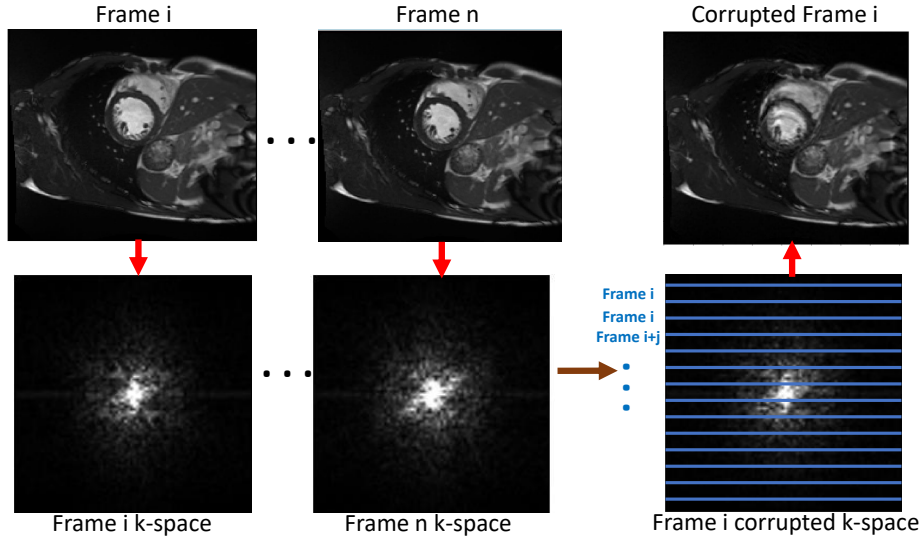 Frame i
Frame n
Corrupted Frame i
Frame i
Frame i
Frame i+j
Frame i k-space
Frame n k-space
Frame i corrupted k-space